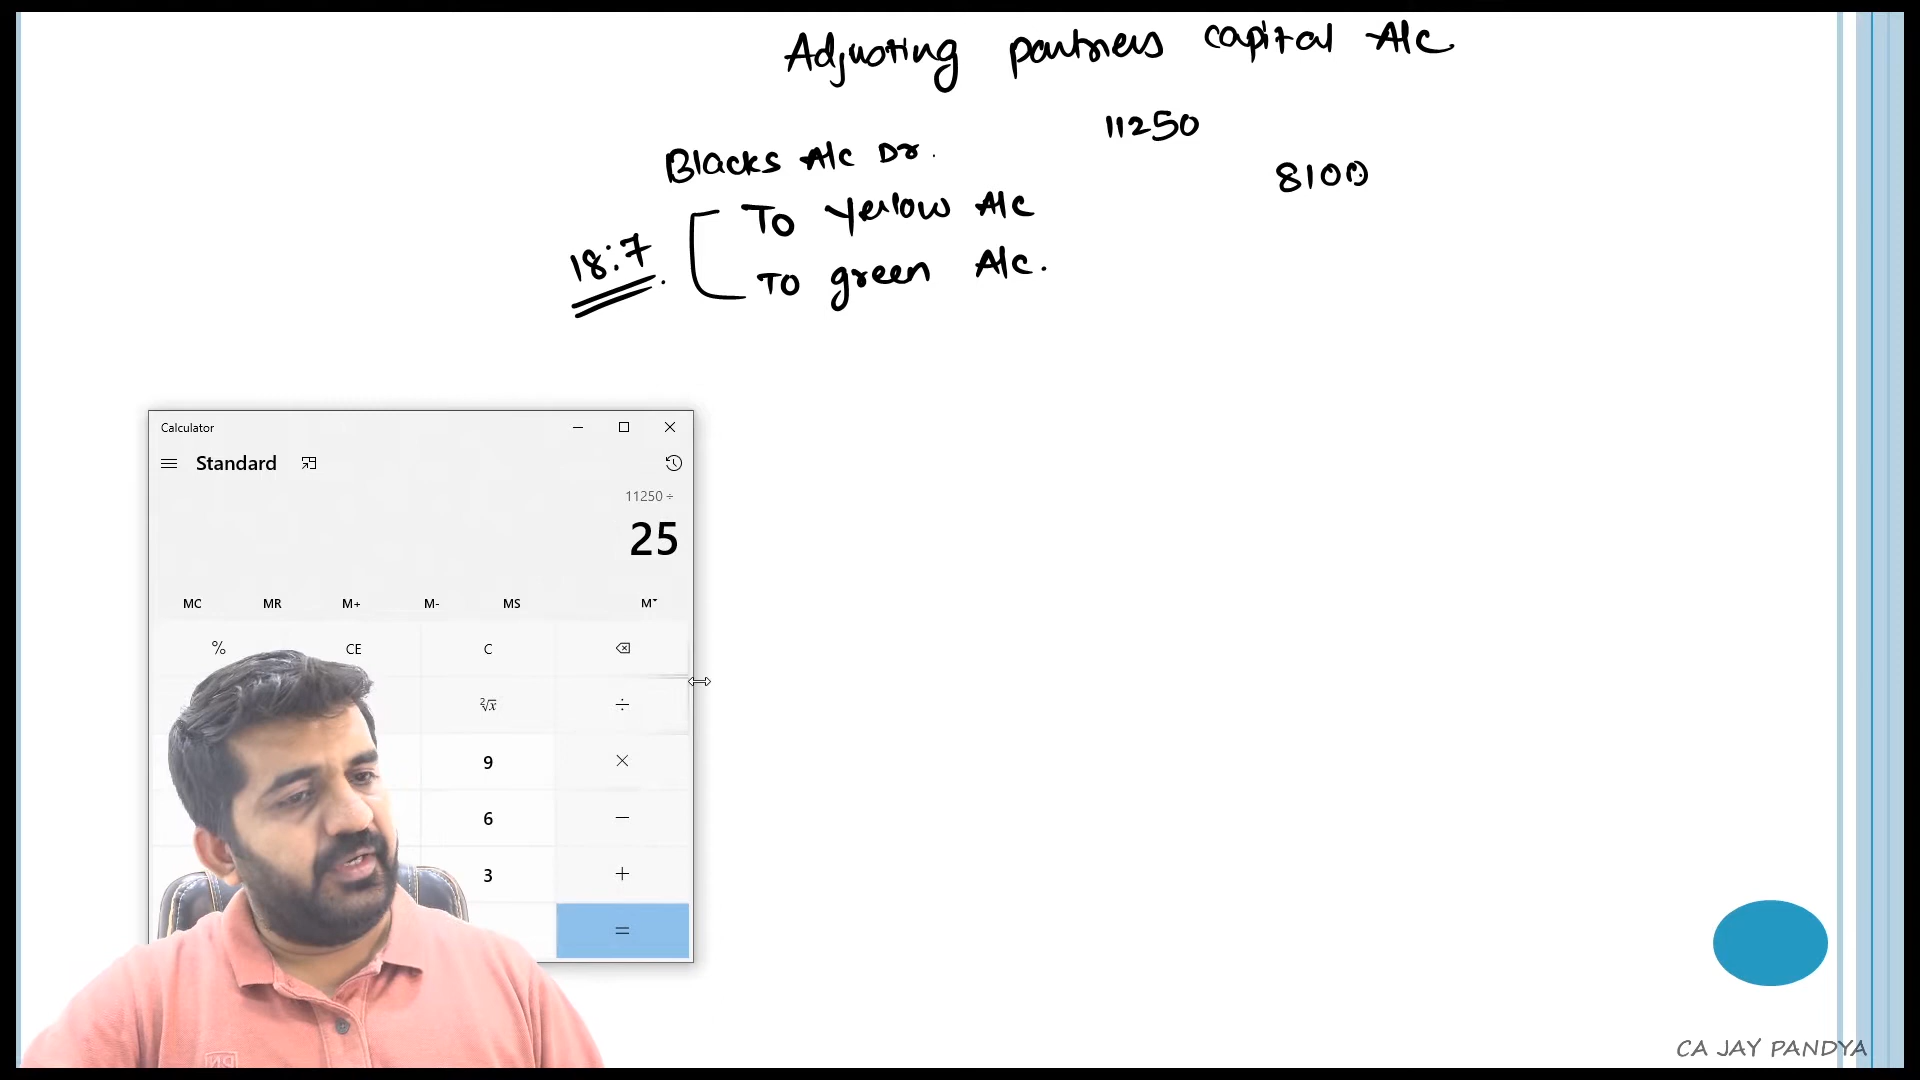 Adjusting partners capital A/c
Blacks A/c Dr. 11250
To Yellow A/c 8100
18:7
To green A/c.
Calculator
Standard
11250 ÷
25
MC MR M+ M- MS M˅
% CE C
²√x ÷
9 ×
6 −
3 +
=
CA JAY PANDYA